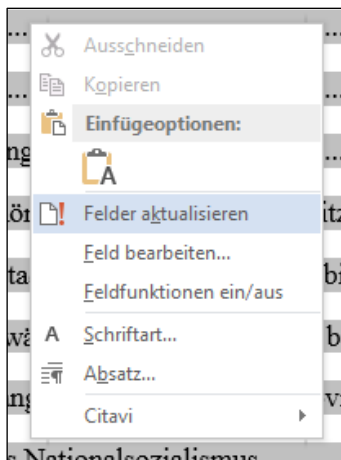 Ausschneiden
Kopieren
Einfügeoptionen:
A
Felder aktualisieren
Feld bearbeiten...
Feldfunktionen ein/aus
A Schriftart...
Absatz...
Citavi
Nationalsozialismus